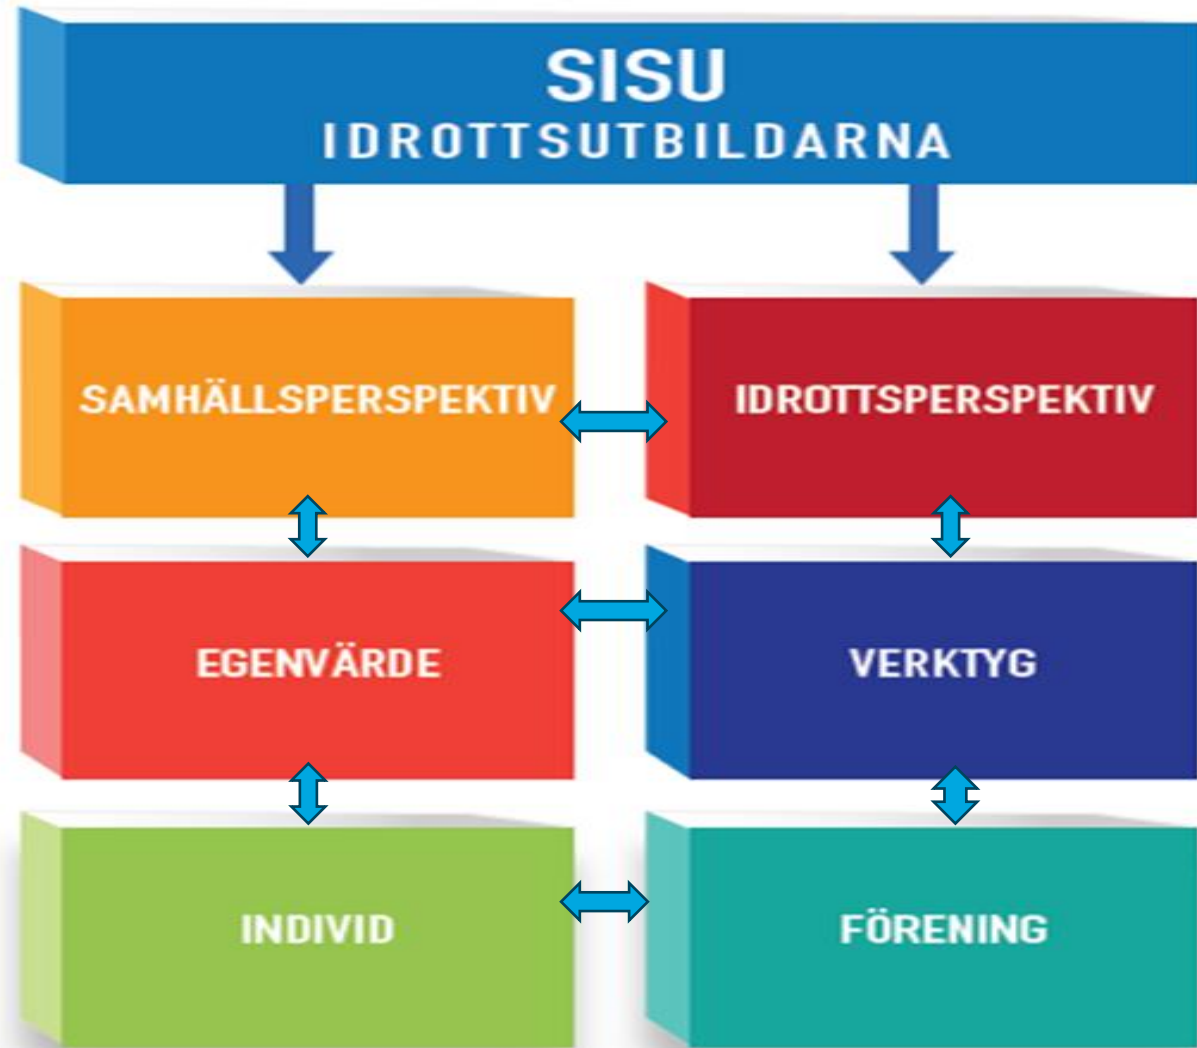 SISU
IDROTTSUTBILDARNA
SAMHÄLLSPERSPEKTIV
IDROTTSPERSPEKTIV
EGENVÄRDE
VERKTYG
INDIVID
FÖRENING